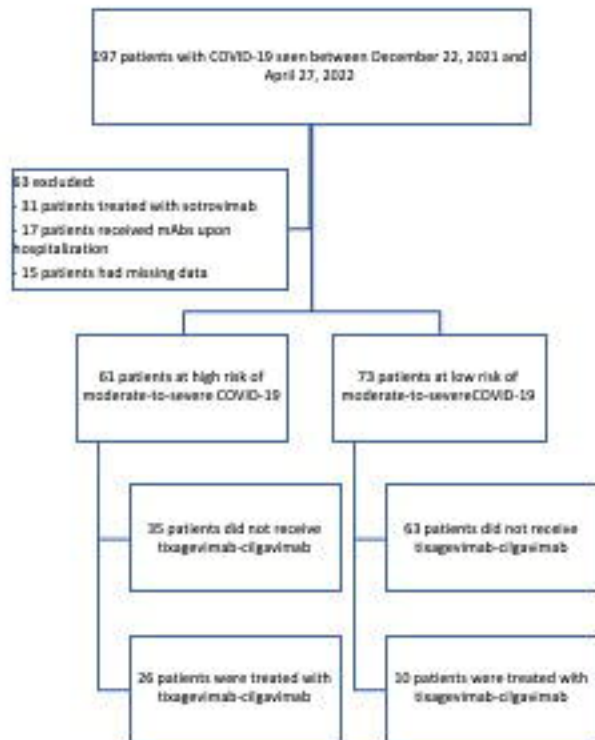 197 patients with COVID-19 seen between December 22, 2021 and
April 27, 2022
63 excluded:
- 31 patients treated with sotrovimab
- 17 patients received mAbs upon
hospitalization
- 15 patients had missing data
61 patients at high risk of
moderate-to-severe COVID-19
73 patients at low risk of
moderate-to-severeCOVID-19
35 patients did not receive
tixagevimab-cilgavimab
63 patients did not receive
tixagevimab-cilgavimab
26 patients were treated with
tixagevimab-cilgavimab
10 patients were treated with
tixagevimab-cilgavimab